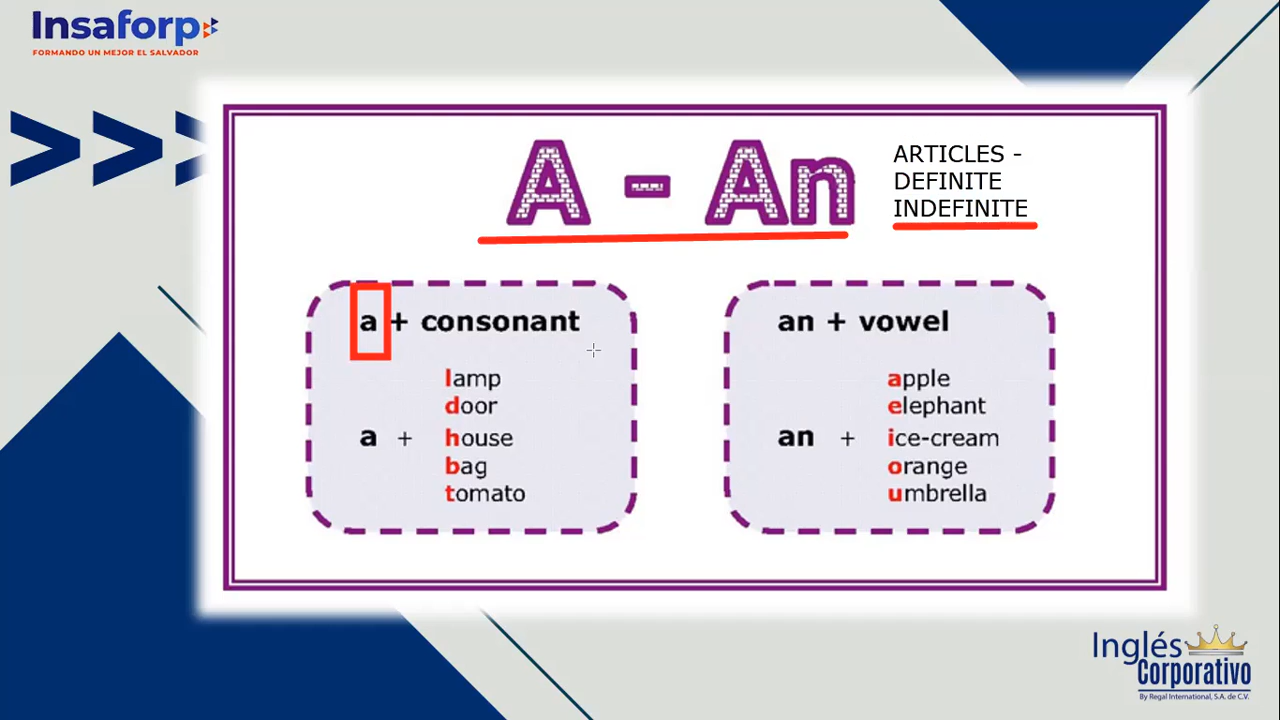 Insaforp
FORMANDO UN MEJOR EL SALVADOR
A - An
ARTICLES -
DEFINITE
INDEFINITE
a + consonant
lamp
door
a + house
bag
tomato
an + vowel
apple
elephant
an + ice-cream
orange
umbrella
Inglés
Corporativo
By Regal International, S.A. de C.V.